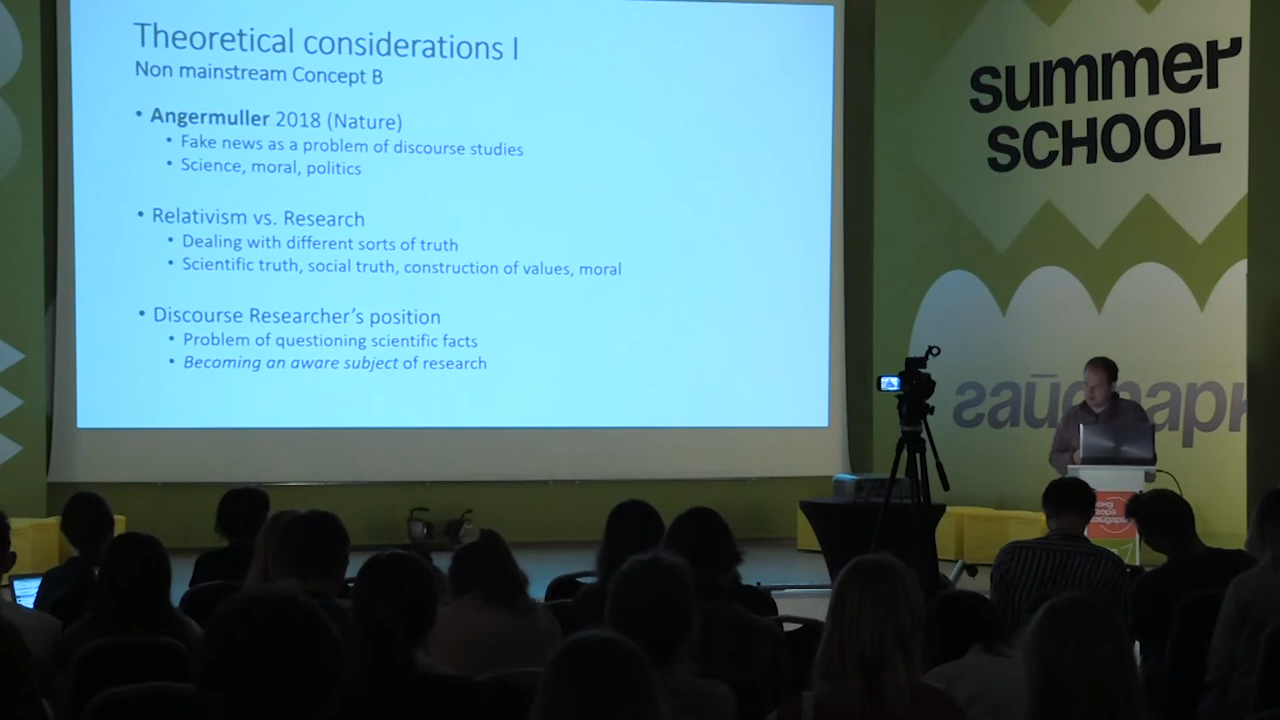 Theoretical considerations I
Non mainstream Concept B
• Angermuller 2018 (Nature)
• Fake news as a problem of discourse studies
• Science, moral, politics
• Relativism vs. Research
• Dealing with different sorts of truth
• Scientific truth, social truth, construction of values, moral
• Discourse Researcher's position
• Problem of questioning scientific facts
• Becoming an aware subject of research
summer
SCHOOL